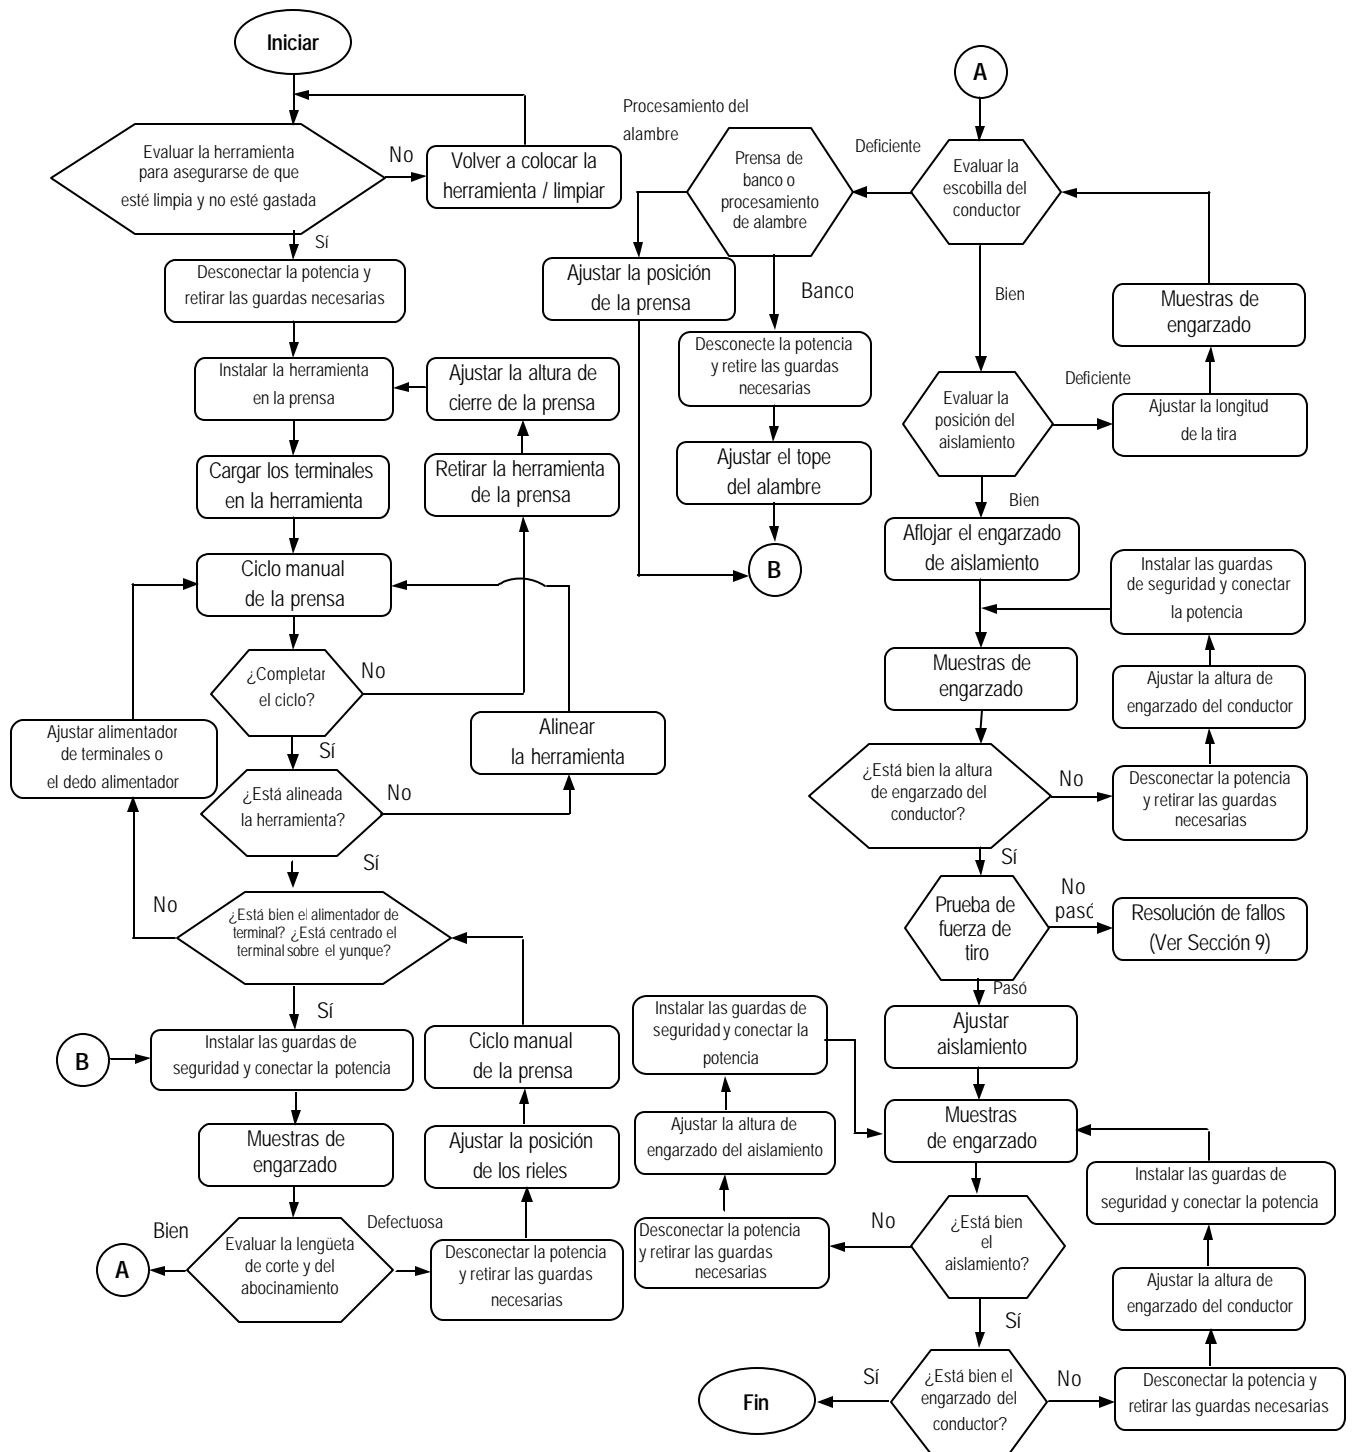 Iniciar
Evaluar la herramienta
para asegurarse de que
esté limpia y no esté gastada
No
Volver a colocar la
herramienta / limpiar
Sí
Desconectar la potencia y
retirar las guardas necesarias
Instalar la herramienta
en la prensa
Ajustar la altura de
cierre de la prensa
Cargar los terminales
en la herramienta
Retirar la herramienta
de la prensa
Ciclo manual
de la prensa
¿Completar
el ciclo?
No
Sí
Ajustar alimentador
de terminales o
el dedo alimentador
Alinear
la herramienta
¿Está alineada
la herramienta?
No
Sí
No
¿Está bien el alimentador de
terminal? ¿Está centrado el
terminal sobre el yunque?
Sí
B
Instalar las guardas de
seguridad y conectar la potencia
Ciclo manual
de la prensa
Muestras de
engarzado
Ajustar la posición
de los rieles
Bien
A
Evaluar la lengüeta
de corte y del
abocinamiento
Defectuosa
Desconectar la potencia
y retirar las guardas
necesarias
A
Procesamiento del
alambre
Prensa de
banco o
procesamiento
de alambre
Deficiente
Evaluar la
escobilla del
conductor
Ajustar la posición
de la prensa
Banco
Bien
Muestras de
engarzado
Desconecte la potencia
y retire las guardas
necesarias
Evaluar la
posición del
aislamiento
Deficiente
Ajustar la longitud
de la tira
Ajustar el tope
del alambre
B
Bien
Aflojar el engarzado
de aislamiento
Instalar las guardas
de seguridad y conectar
la potencia
Muestras de
engarzado
Ajustar la altura de
engarzado del conductor
¿Está bien la altura
de engarzado del
conductor?
No
Desconectar la potencia
y retirar las guardas
necesarias
Sí
Prueba de
fuerza de
tiro
No
pasó
Resolución de fallos
(Ver Sección 9)
Pasó
Ajustar
aislamiento
Instalar las guardas de
seguridad y conectar la
potencia
Muestras
de engarzado
Ajustar la altura de
engarzado del aislamiento
Instalar las guardas de
seguridad y conectar la potencia
Desconectar la potencia
y retirar las guardas
necesarias
No
¿Está bien
el
aislamiento?
Ajustar la altura de
engarzado del conductor
Sí
Fin
Sí
¿Está bien el
engarzado del
conductor?
No
Desconectar la potencia y
retirar las guardas necesarias